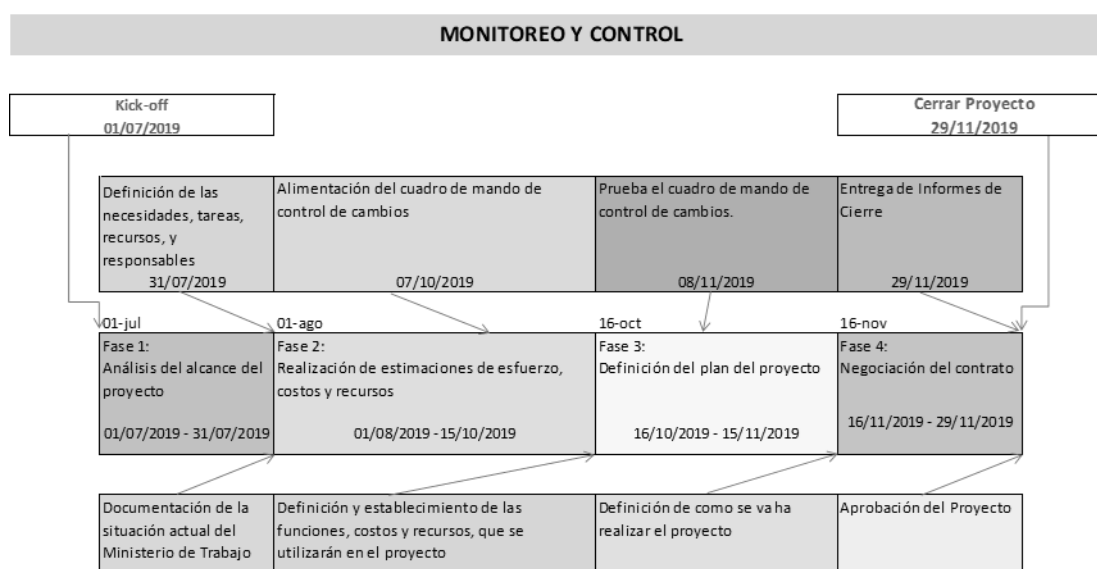 MONITOREO Y CONTROL
Kick-off
01/07/2019
Cerrar Proyecto
29/11/2019
Definición de las
necesidades, tareas,
recursos, y
responsables
31/07/2019
Alimentación del cuadro de mando de
control de cambios
07/10/2019
Prueba el cuadro de mando de
control de cambios.
08/11/2019
Entrega de Informes de
Cierre
29/11/2019
01-jul
01-ago
16-oct
16-nov
Fase 1:
Análisis del alcance del
proyecto
01/07/2019 - 31/07/2019
Fase 2:
Realización de estimaciones de esfuerzo,
costos y recursos
01/08/2019 -15/10/2019
Fase 3:
Definición del plan del proyecto
16/10/2019 - 15/11/2019
Fase 4:
Negociación del contrato
16/11/2019 - 29/11/2019
Documentación de la
situación actual del
Ministerio de Trabajo
Definición y establecimiento de las
funciones, costos y recursos, que se
utilizarán en el proyecto
Definición de como se va ha
realizar el proyecto
Aprobación del Proyecto